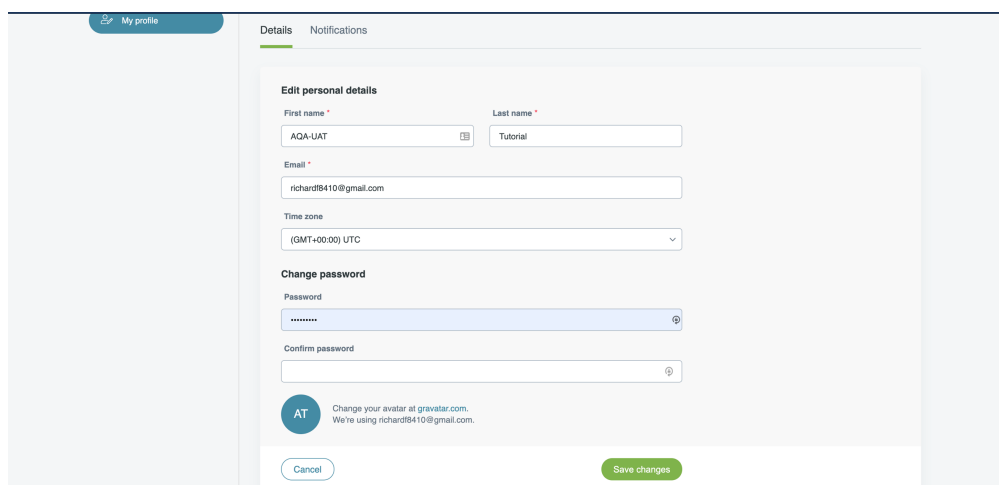 My profile
Details Notifications
Edit personal details
First name * Last name *
AQA-UAT Tutorial
Email *
richardf8410@gmail.com
Time zone
(GMT+00:00) UTC
Change password
Password
•••••••••
Confirm password
AT
Change your avatar at gravatar.com.
We're using richardf8410@gmail.com.
Cancel Save changes